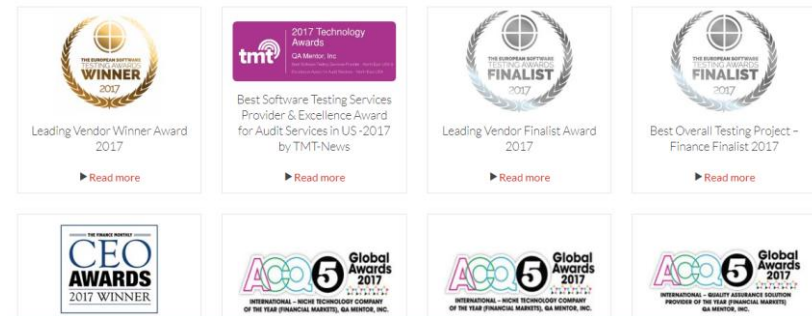 THE EUROPEAN SOFTWARE
TESTING AWARDS
WINNER
2017
Leading Vendor Winner Award
2017
Read more
tmt
2017 Technology
Awards
QA Mentor, Inc
Best Software Testing Services
Provider & Excellence Award
for Audit Services in US -2017
by TMT-News
Read more
THE EUROPEAN SOFTWARE
TESTING AWARDS
FINALIST
2017
Leading Vendor Finalist Award
2017
Read more
THE EUROPEAN SOFTWARE
TESTING AWARDS
FINALIST
2017
Best Overall Testing Project –
Finance Finalist 2017
Read more
THE FINANCE MONTHLY
CEO
AWARDS
2017 WINNER
ACQ5
Global
Awards
2017
INTERNATIONAL – NICHE TECHNOLOGY COMPANY
OF THE YEAR (FINANCIAL MARKETS), QA MENTOR, INC.
ACQ5
Global
Awards
2017
INTERNATIONAL – NICHE TECHNOLOGY COMPANY
OF THE YEAR (FINANCIAL MARKETS), QA MENTOR, INC.
ACQ5
Global
Awards
2017
INTERNATIONAL – QUALITY ASSURANCE SOLUTION
PROVIDER OF THE YEAR (FINANCIAL MARKETS)
QA MENTOR, INC.